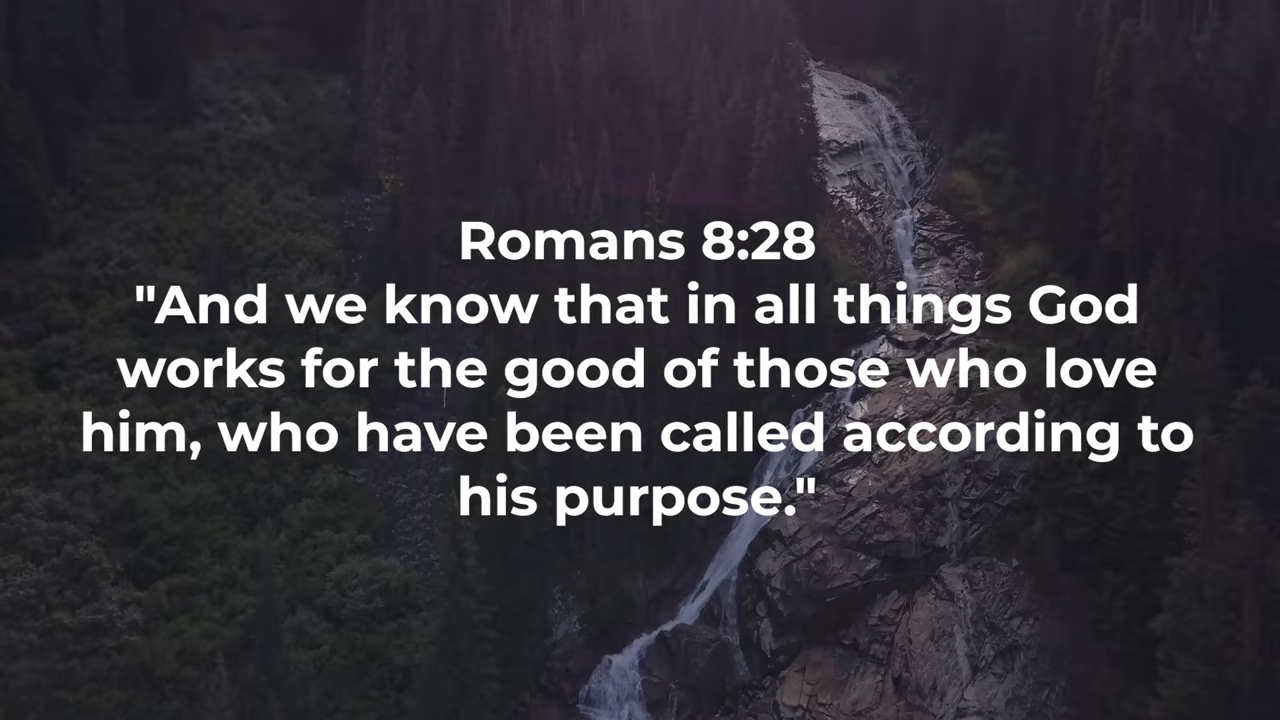 Romans 8:28
"And we know that in all things God
works for the good of those who love
him, who have been called according to
his purpose."